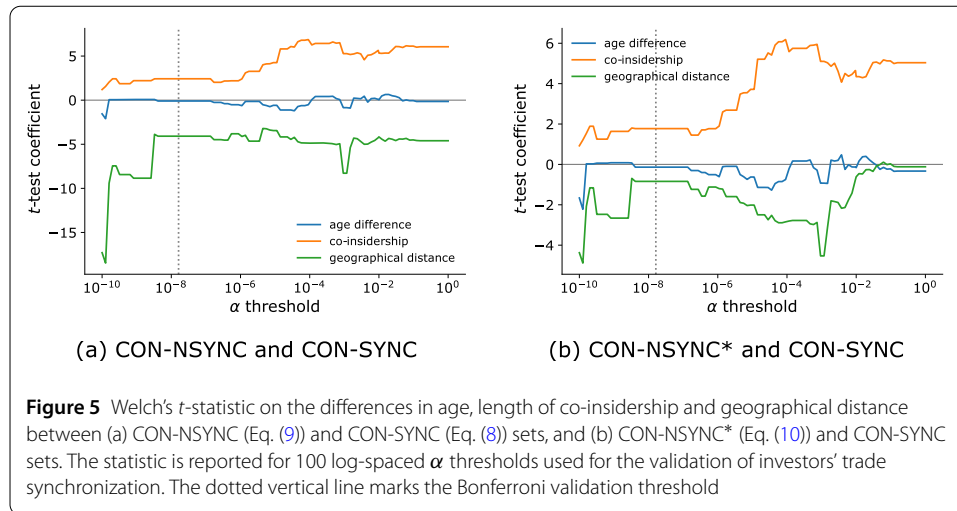 5
0
−5
−10
−15
t-test coefficient
age difference
co-insidership
geographical distance
10⁻¹⁰ 10⁻⁸ 10⁻⁶ 10⁻⁴ 10⁻² 10⁰
α threshold
(a) CON-NSYNC and CON-SYNC
6
4
2
0
−2
−4
t-test coefficient
age difference
co-insidership
geographical distance
10⁻¹⁰ 10⁻⁸ 10⁻⁶ 10⁻⁴ 10⁻² 10⁰
α threshold
(b) CON-NSYNC* and CON-SYNC
Figure 5 Welch's t-statistic on the differences in age, length of co-insidership and geographical distance
between (a) CON-NSYNC (Eq. (9)) and CON-SYNC (Eq. (8)) sets, and (b) CON-NSYNC* (Eq. (10)) and CON-SYNC
sets. The statistic is reported for 100 log-spaced α thresholds used for the validation of investors' trade
synchronization. The dotted vertical line marks the Bonferroni validation threshold